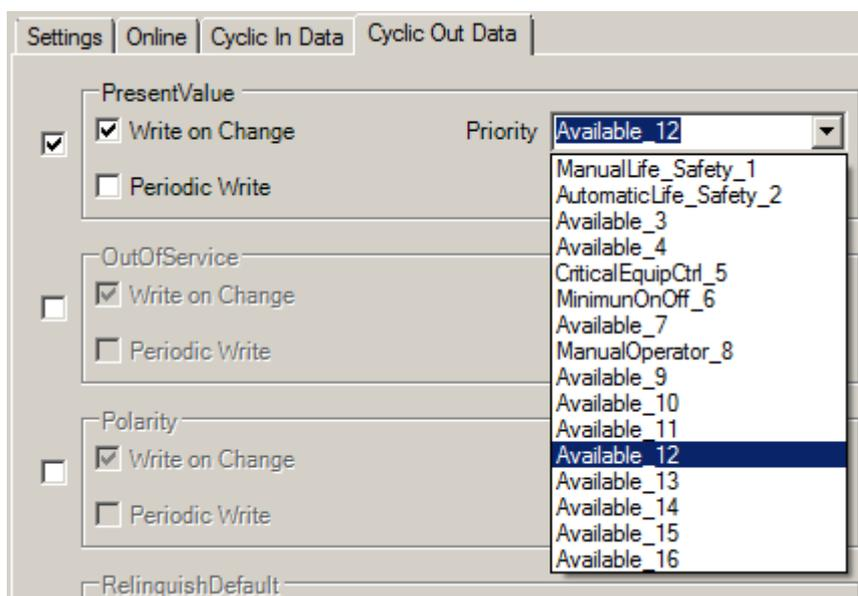 Settings Online Cyclic In Data Cyclic Out Data
PresentValue
Write on Change Priority Available_12
Periodic Write
ManualLife_Safety_1
AutomaticLife_Safety_2
Available_3
Available_4
CriticalEquipCtrl_5
MinimunOnOff_6
Available_7
ManualOperator_8
Available_9
Available_10
Available_11
Available_12
Available_13
Available_14
Available_15
Available_16
OutOfService
Write on Change
Periodic Write
Polarity
Write on Change
Periodic Write
RelinquishDefault